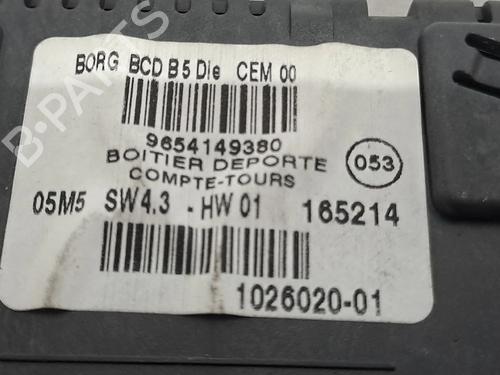 BORG BCD B5 Die CEM 00
9654149380
BOITIER DEPORTE
COMPTE-TOURS
053
05M5 SW4.3 - HW 01 165214
1026020-01
B-PARTS